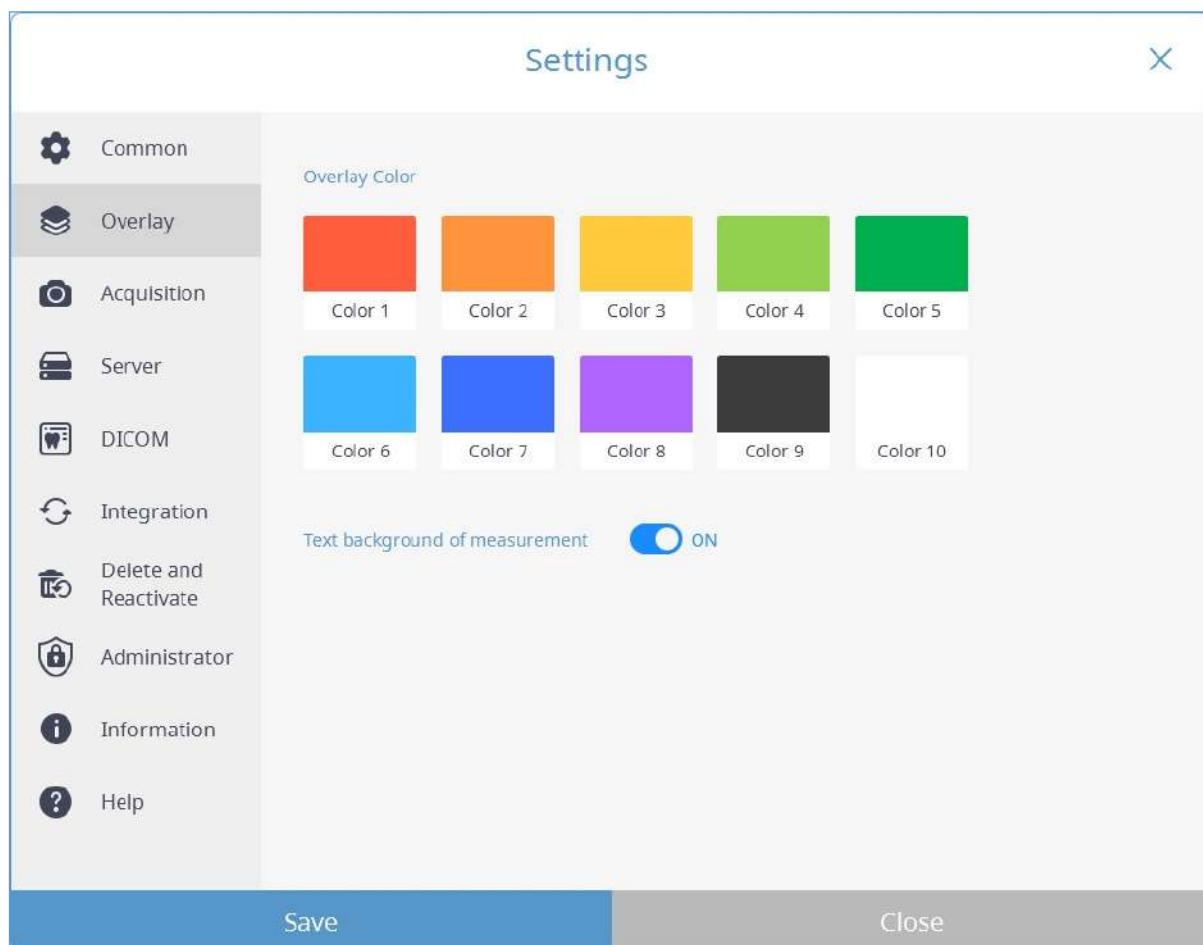 Settings
Common
Overlay
Acquisition
Server
DICOM
Integration
Delete and
Reactivate
Administrator
Information
Help
Overlay Color
Color 1 Color 2 Color 3 Color 4 Color 5
Color 6 Color 7 Color 8 Color 9 Color 10
Text background of measurement ON
Save Close